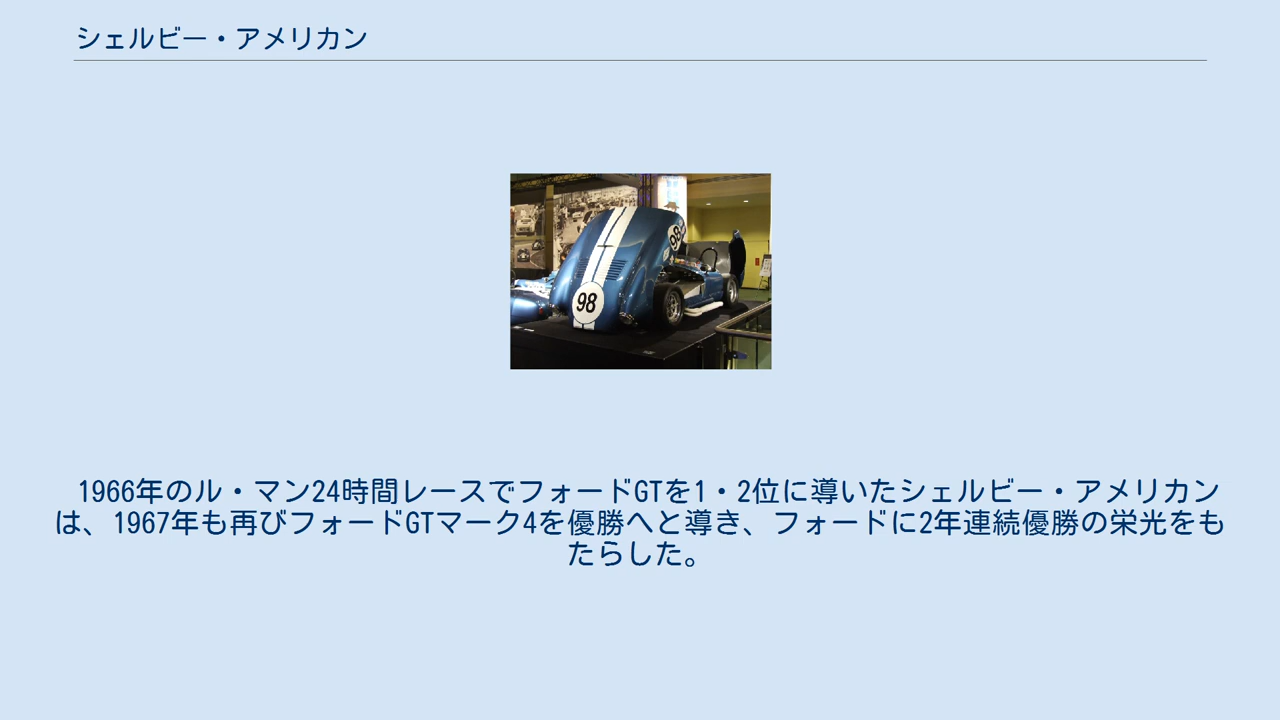 シェルビー・アメリカン
98
98
1966年のル・マン24時間レースでフォードGTを1・2位に導いたシェルビー・アメリカン
は、1967年も再びフォードGTマーク4を優勝へと導き、フォードに2年連続優勝の栄光をも
たらした。